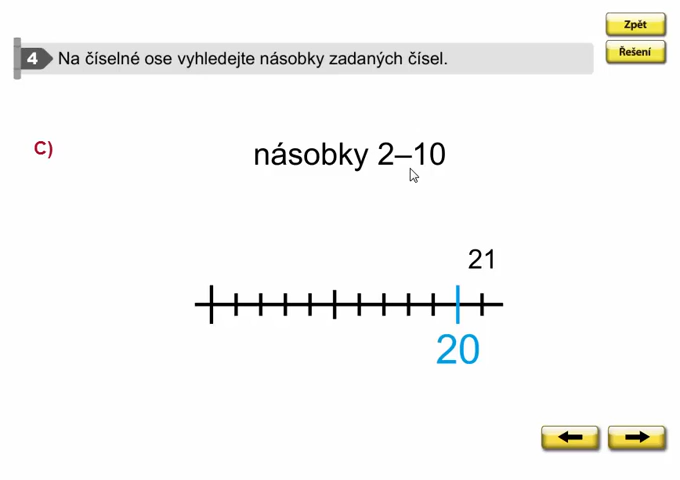 Zpět
4 Na číselné ose vyhledejte násobky zadaných čísel.
Řešení
C) násobky 2–10
21
20